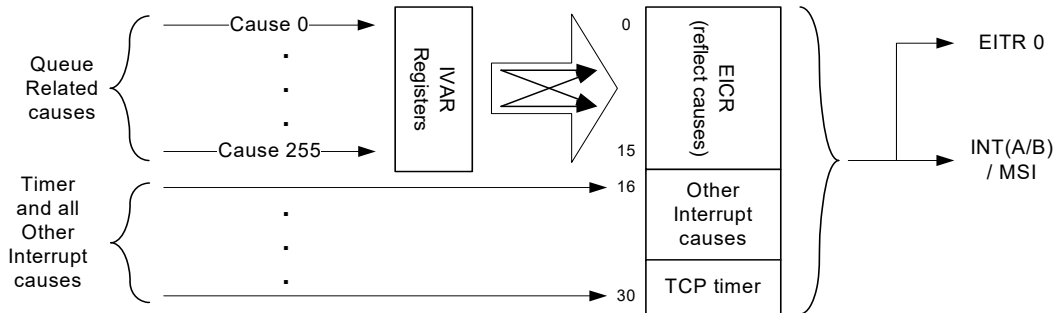 Queue
Related
causes
Cause 0
.
.
.
.
Cause 255
IVAR
Registers
0
15
EICR
(reflect causes)
EITR 0
INT(A/B)
/ MSI
Timer
and all
Other
Interrupt
causes
.
.
.
16
30
Other
Interrupt
causes
TCP timer